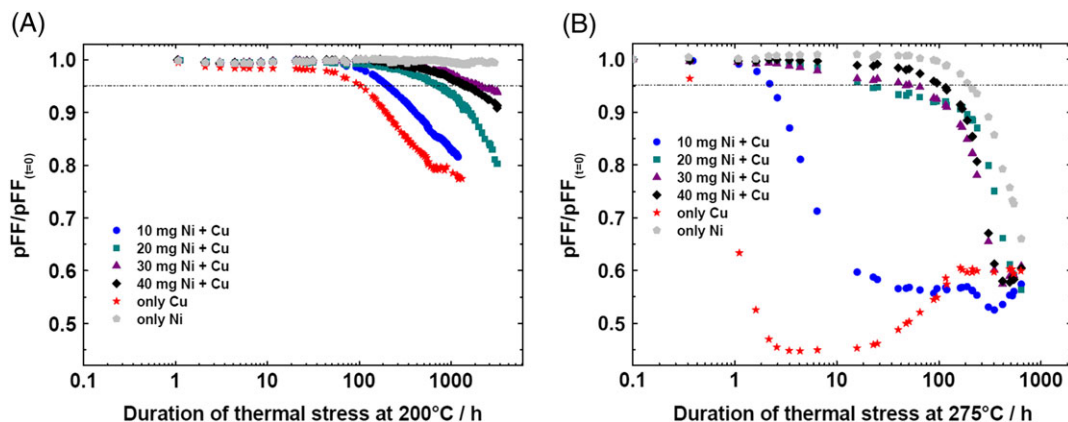 (A)
1.0
0.9
0.8
0.7
0.6
0.5
pFF/pFF(t=0)
10 mg Ni + Cu
20 mg Ni + Cu
30 mg Ni + Cu
40 mg Ni + Cu
only Cu
only Ni
0.1 1 10 100 1000
Duration of thermal stress at 200°C / h
(B)
1.0
0.9
0.8
0.7
0.6
0.5
pFF/pFF(t=0)
10 mg Ni + Cu
20 mg Ni + Cu
30 mg Ni + Cu
40 mg Ni + Cu
only Cu
only Ni
0.1 1 10 100 1000
Duration of thermal stress at 275°C / h